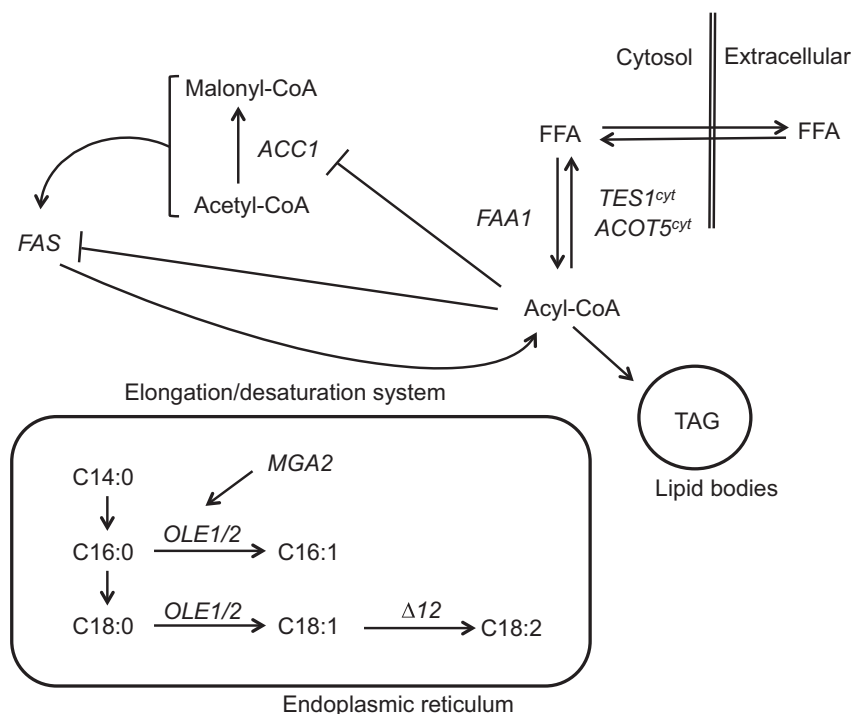 Cytosol
Extracellular
Malonyl-CoA
FFA
FFA
ACC1
TES1cyt
ACOT5cyt
FAA1
Acetyl-CoA
FAS
Acyl-CoA
Elongation/desaturation system
TAG
Lipid bodies
MGA2
C14:0
C16:0
OLE1/2
C16:1
C18:0
OLE1/2
C18:1
Δ12
C18:2
Endoplasmic reticulum